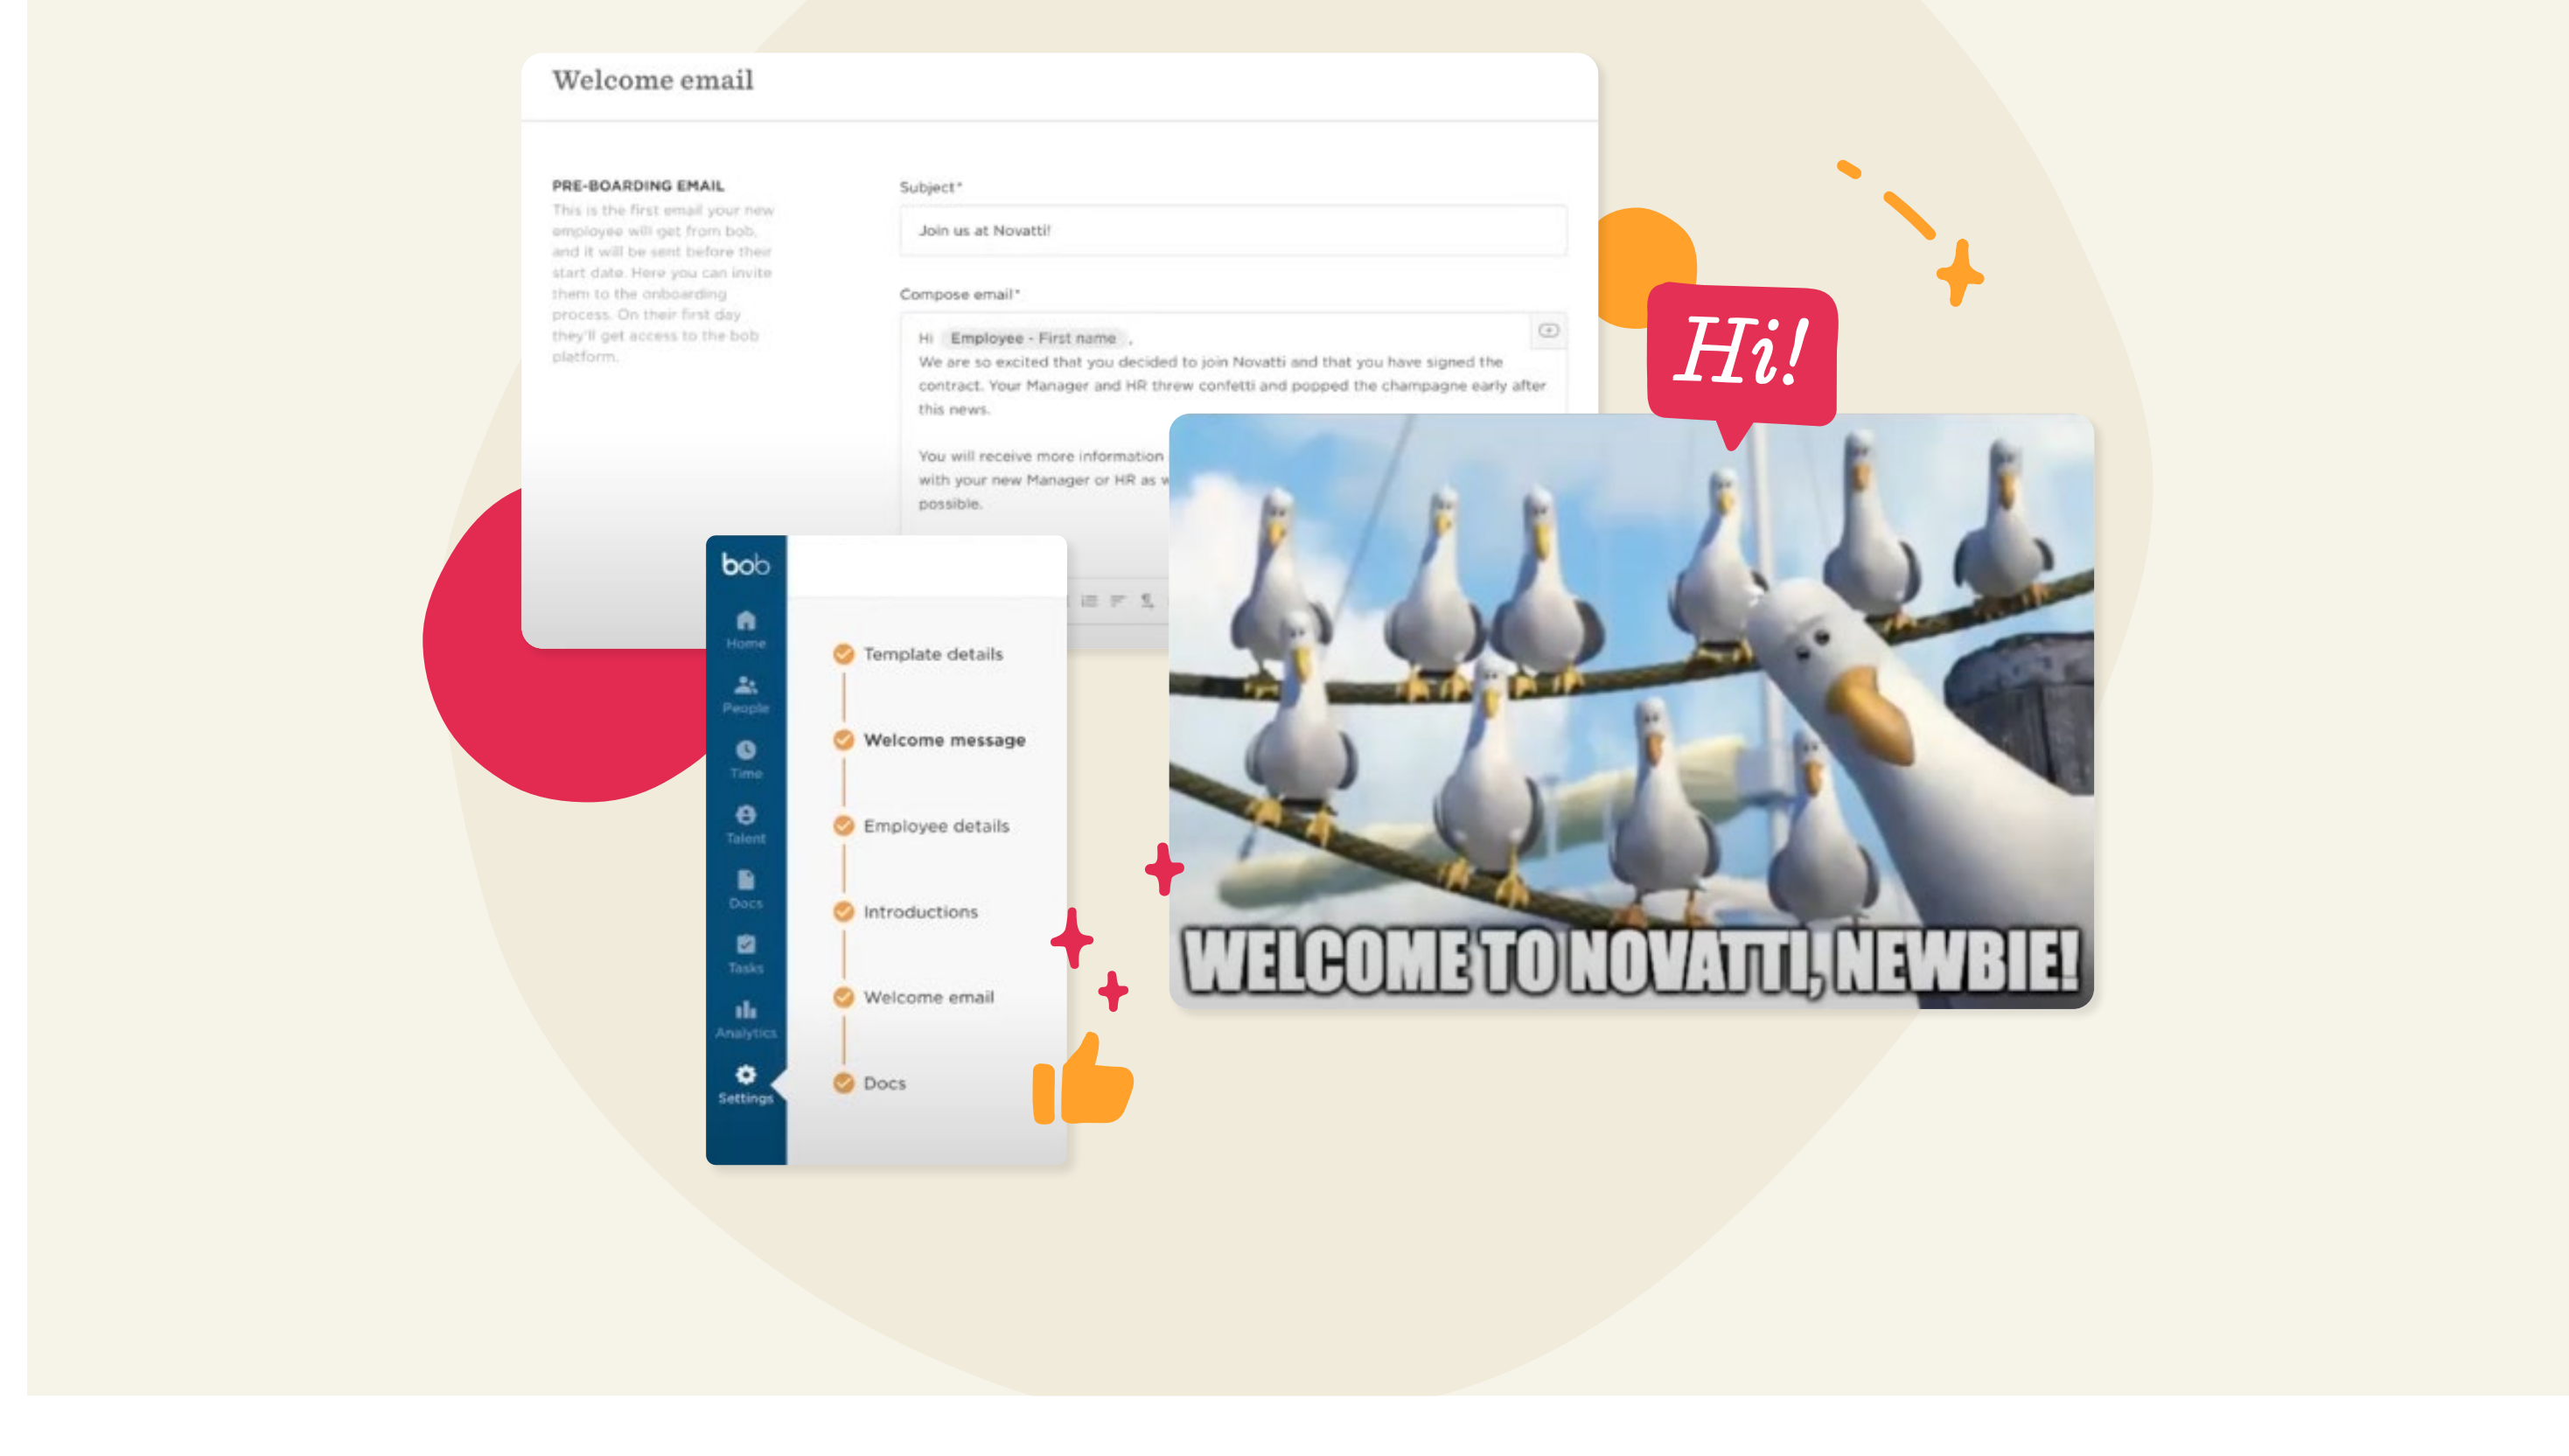 Welcome email
PRE-BOARDING EMAIL
This is the first email your new
employee will get from bob,
and it will be sent before their
start date. Here you can invite
them to the onboarding
process. On their first day
they'll get access to the bob
platform.
Subject*
Join us at Novatti!
Compose email*
Hi Employee - First name ,
We are so excited that you decided to join Novatti and that you have signed the
contract. Your Manager and HR threw confetti and popped the champagne early after
this news.
You will receive more information
with your new Manager or HR as w
possible.
Hi!
WELCOME TO NOVATTI, NEWBIE!
bob
Home
People
Time
Talent
Docs
Tasks
Analytics
Settings
Template details
Welcome message
Employee details
Introductions
Welcome email
Docs